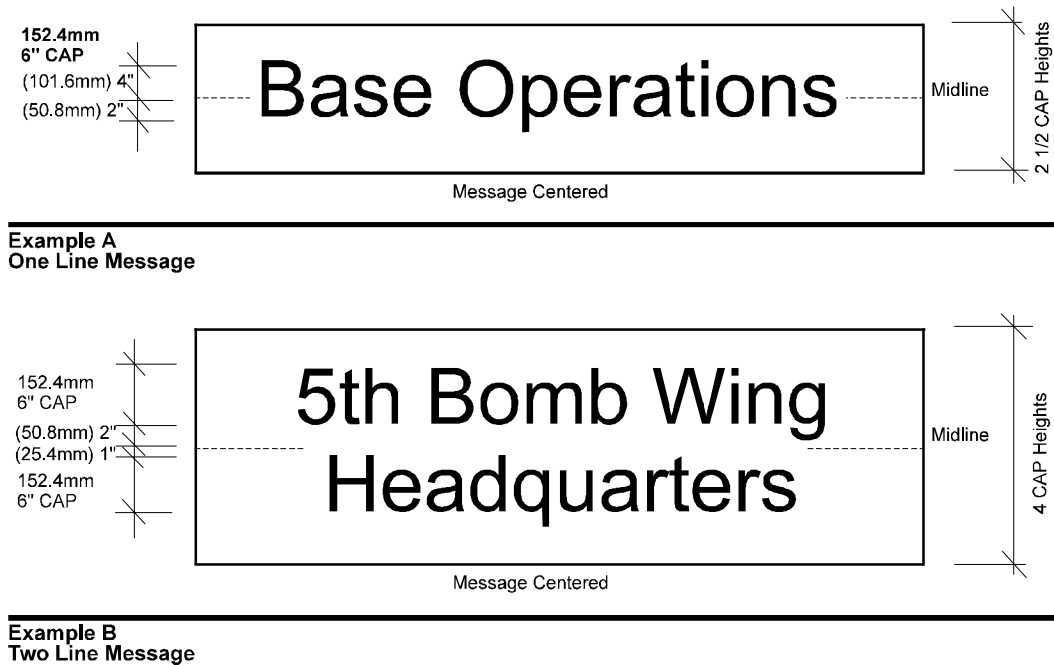 152.4mm
6" CAP
(101.6mm) 4"
(50.8mm) 2"
Base Operations
Midline
2 1/2 CAP Heights
Message Centered
Example A
One Line Message
152.4mm
6" CAP
(50.8mm) 2"
(25.4mm) 1"
152.4mm
6" CAP
5th Bomb Wing
Headquarters
Midline
4 CAP Heights
Message Centered
Example B
Two Line Message